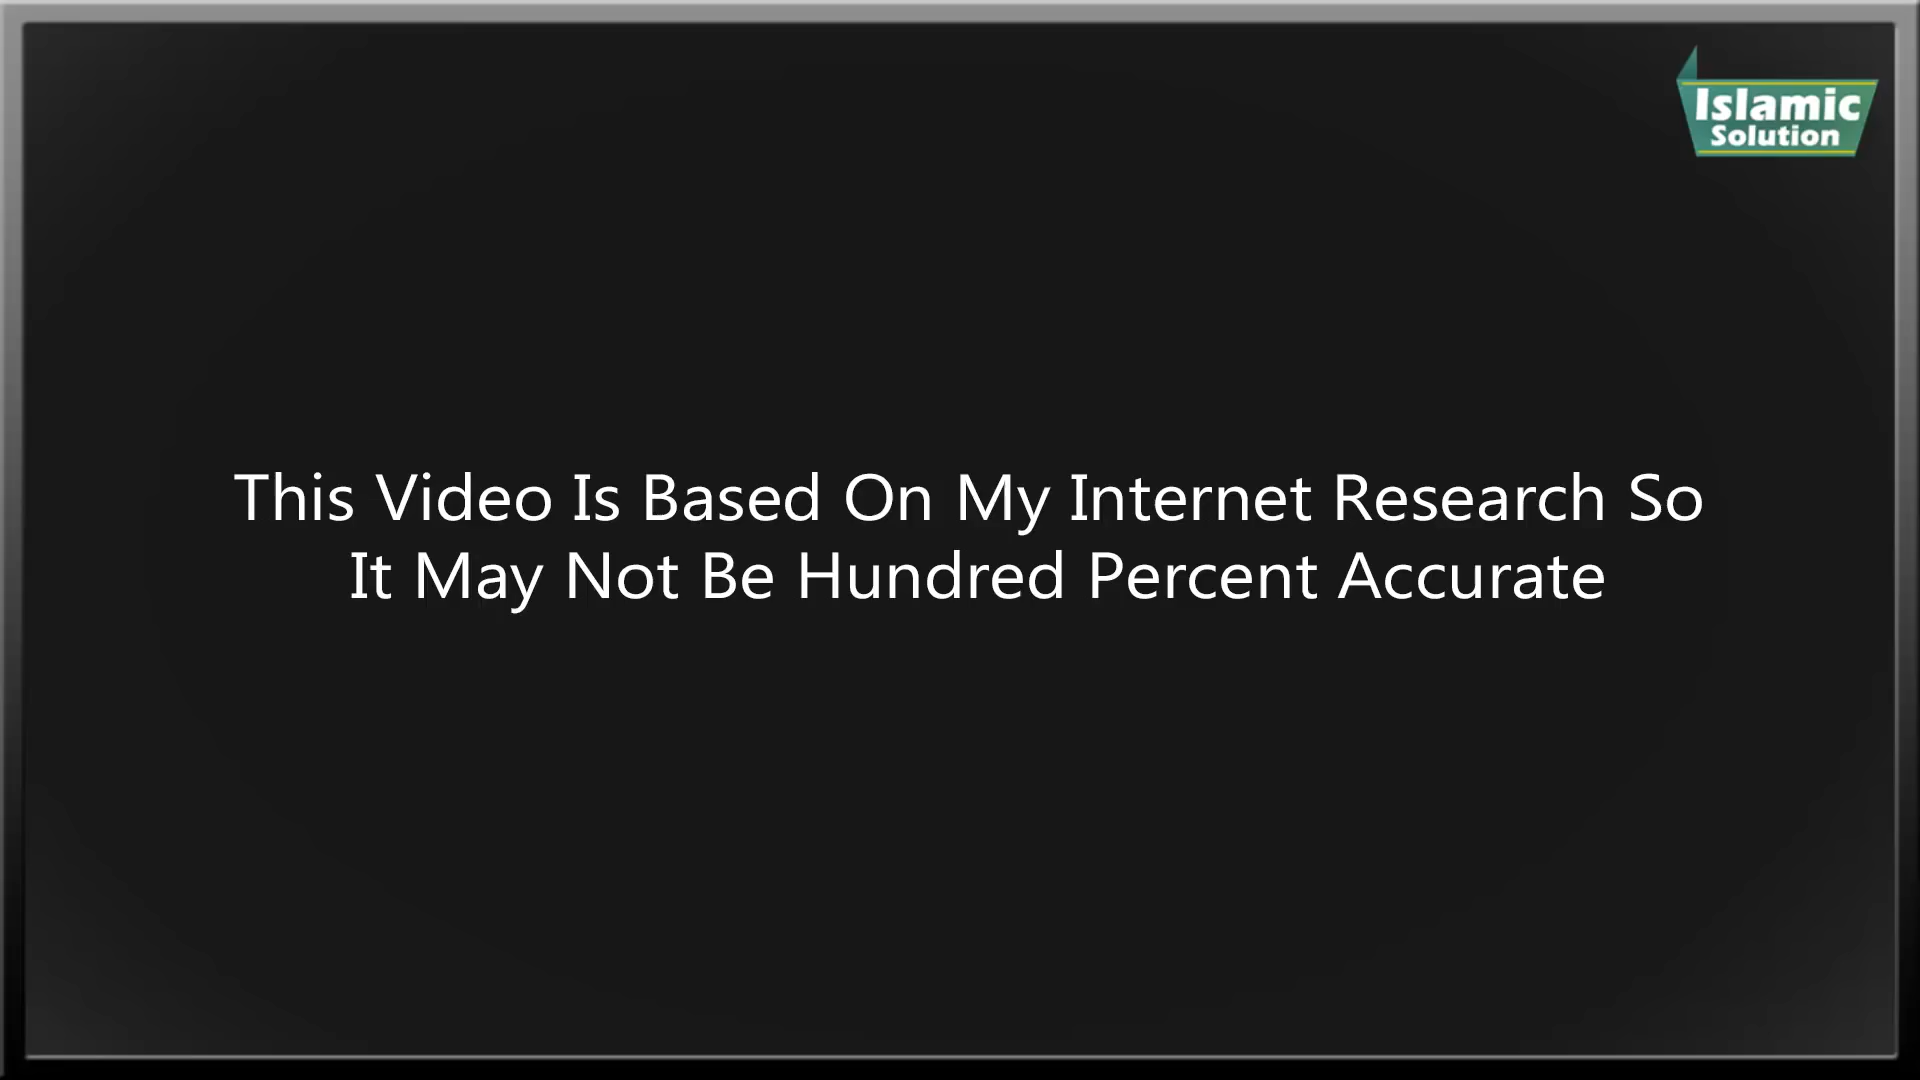 Islamic
Solution
This Video Is Based On My Internet Research So
It May Not Be Hundred Percent Accurate